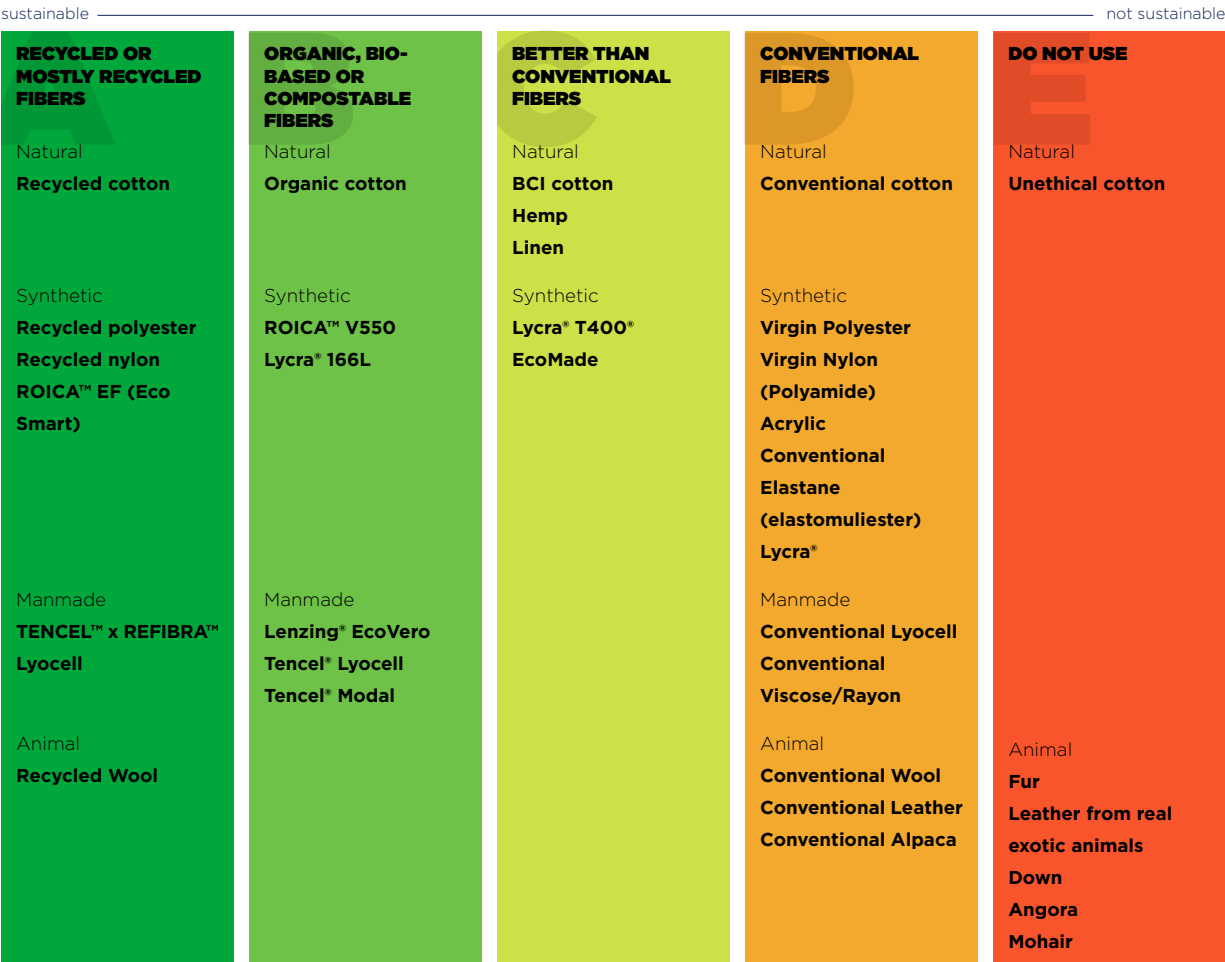 sustainable
not sustainable
A
RECYCLED OR
MOSTLY RECYCLED
FIBERS
Natural
Recycled cotton
Synthetic
Recycled polyester
Recycled nylon
ROICA™ EF (Eco
Smart)
Manmade
TENCEL™ x REFIBRA™
Lyocell
Animal
Recycled Wool
B
ORGANIC, BIO-
BASED OR
COMPOSTABLE
FIBERS
Natural
Organic cotton
Synthetic
ROICA™ V550
Lycra® 166L
Manmade
Lenzing® EcoVero
Tencel® Lyocell
Tencel® Modal
C
BETTER THAN
CONVENTIONAL
FIBERS
Natural
BCI cotton
Hemp
Linen
Synthetic
Lycra® T400®
EcoMade
D
CONVENTIONAL
FIBERS
Natural
Conventional cotton
Synthetic
Virgin Polyester
Virgin Nylon
(Polyamide)
Acrylic
Conventional
Elastane
(elastomuliester)
Lycra®
Manmade
Conventional Lyocell
Conventional
Viscose/Rayon
Animal
Conventional Wool
Conventional Leather
Conventional Alpaca
E
DO NOT USE
Natural
Unethical cotton
Animal
Fur
Leather from real
exotic animals
Down
Angora
Mohair